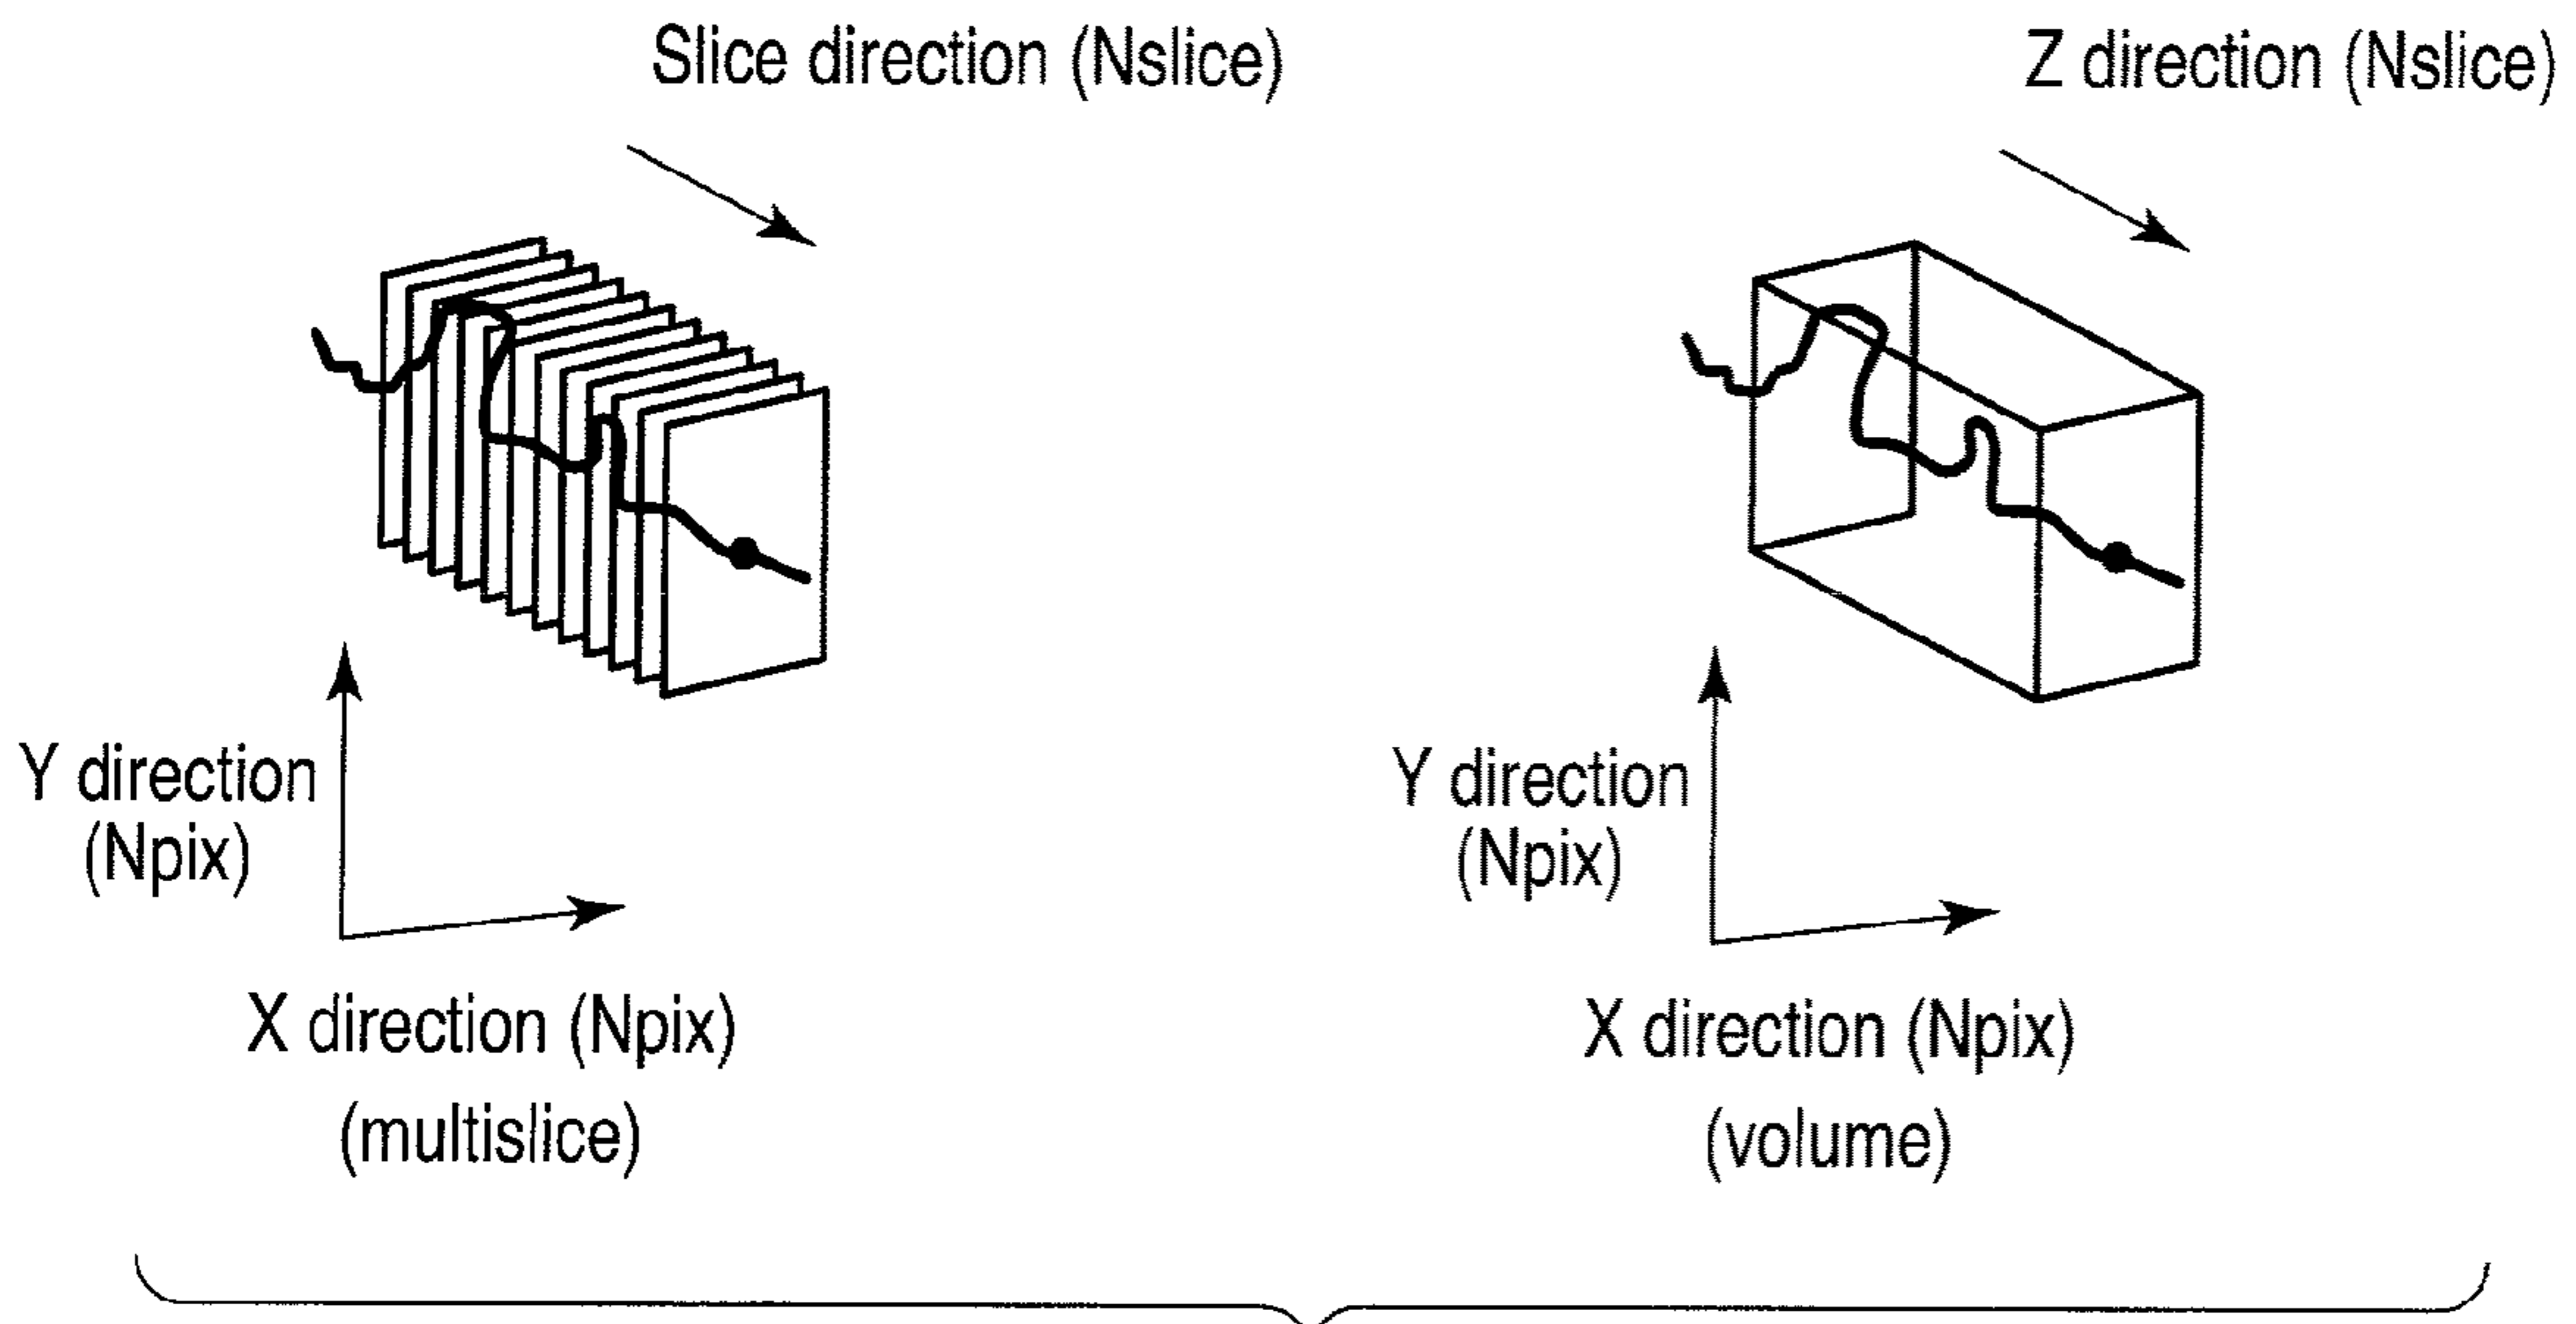 Slice direction (Nslice)
Y direction
(Npix)
X direction (Npix)
(multislice)
Z direction (Nslice)
Y direction
(Npix)
X direction (Npix)
(volume)